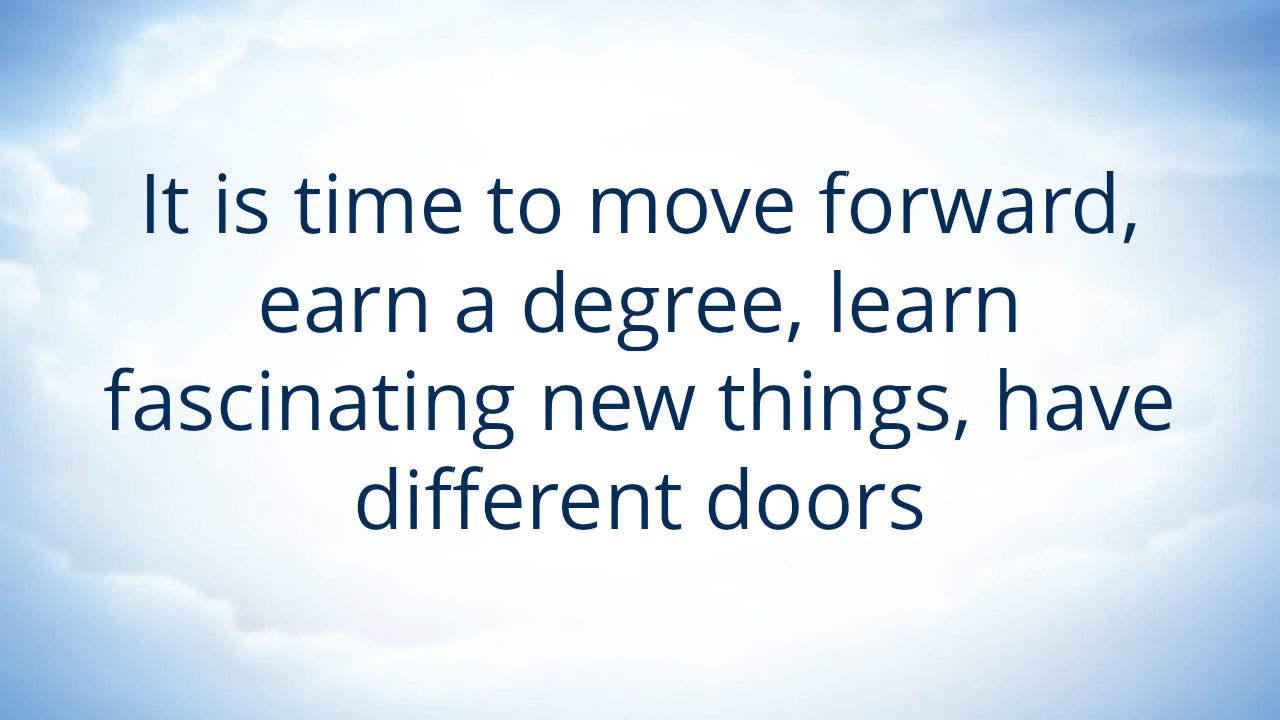 It is time to move forward,
earn a degree, learn
fascinating new things, have
different doors